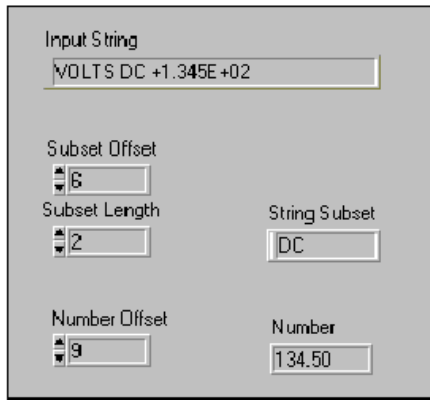 Input String
VOLTS DC +1.345E+02
Subset Offset
6
Subset Length
2
String Subset
DC
Number Offset
9
Number
134.50